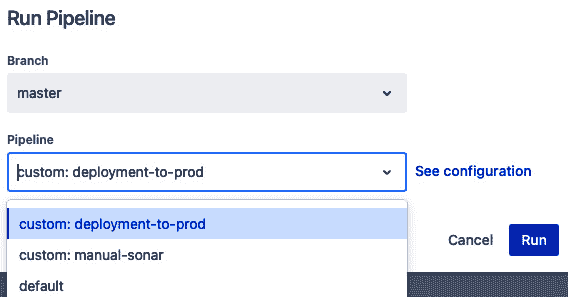 Run Pipeline
Branch
master
Pipeline
custom: deployment-to-prod
See configuration
custom: deployment-to-prod
custom: manual-sonar
default
Cancel
Run